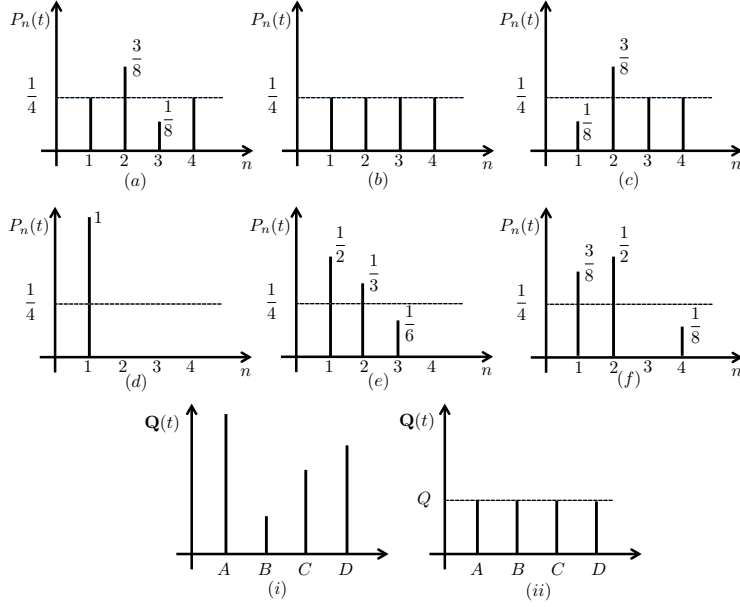 P_n(t) P_n(t) P_n(t)
3/8 3/8
1/4 1/8 1/4 1/4 1/8
1 2 3 4 n 1 2 3 4 n 1 2 3 4 n
(a) (b) (c)
P_n(t) 1 P_n(t) P_n(t)
1/2 1/3 3/8 1/2
1/4 1/4 1/6 1/4 1/8
1 2 3 4 n 1 2 3 4 n 1 2 3 4 n
(d) (e) (f)
Q(t) Q(t)
Q
A B C D A B C D
(i) (ii)